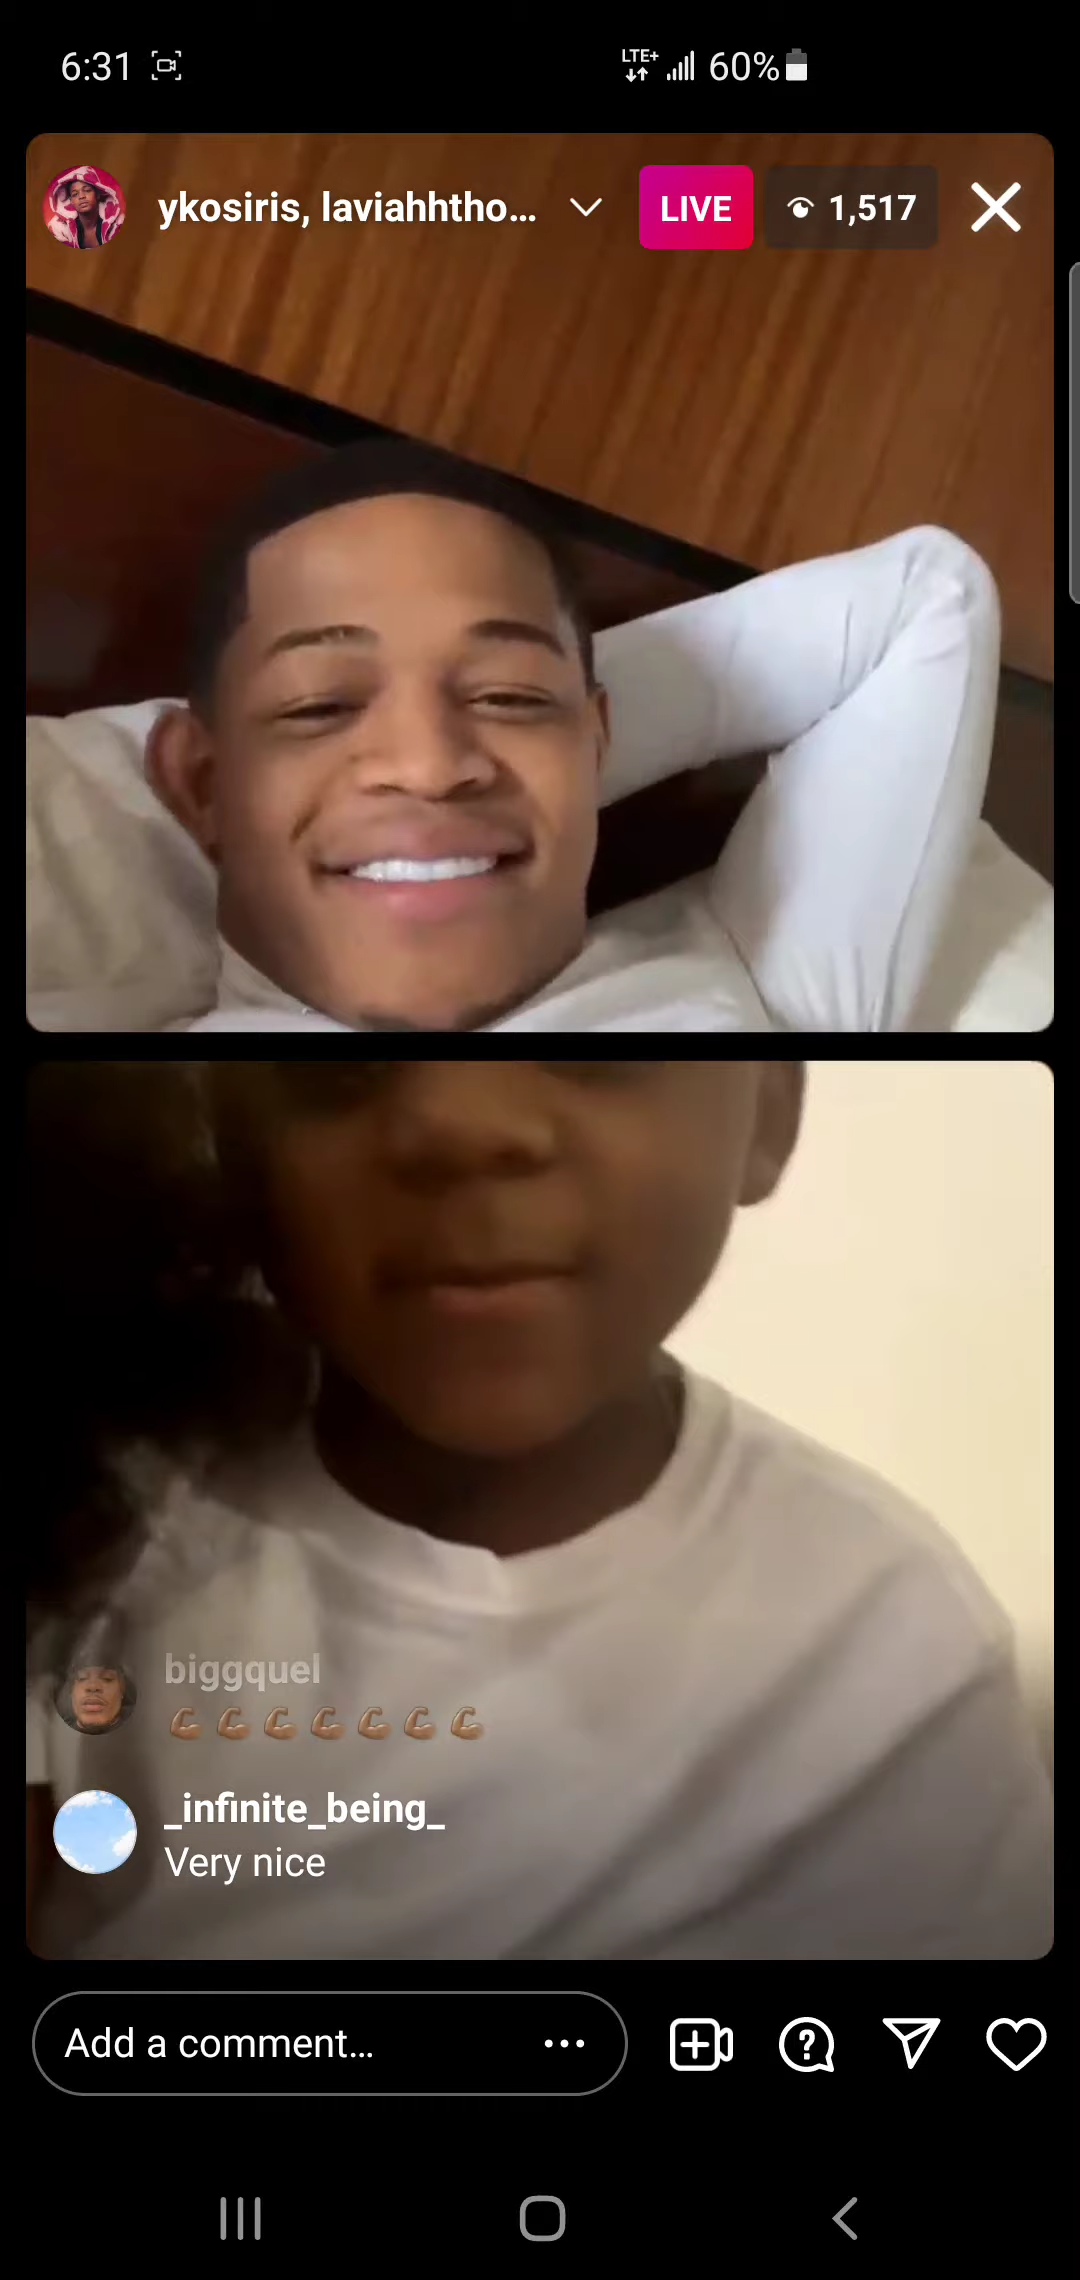 6:31 LTE+ 60%
ykosiris, laviahhtho... LIVE 1,517
biggquel
💪🏾💪🏾💪🏾💪🏾💪🏾💪🏾💪🏾
_infinite_being_
Very nice
Add a comment...